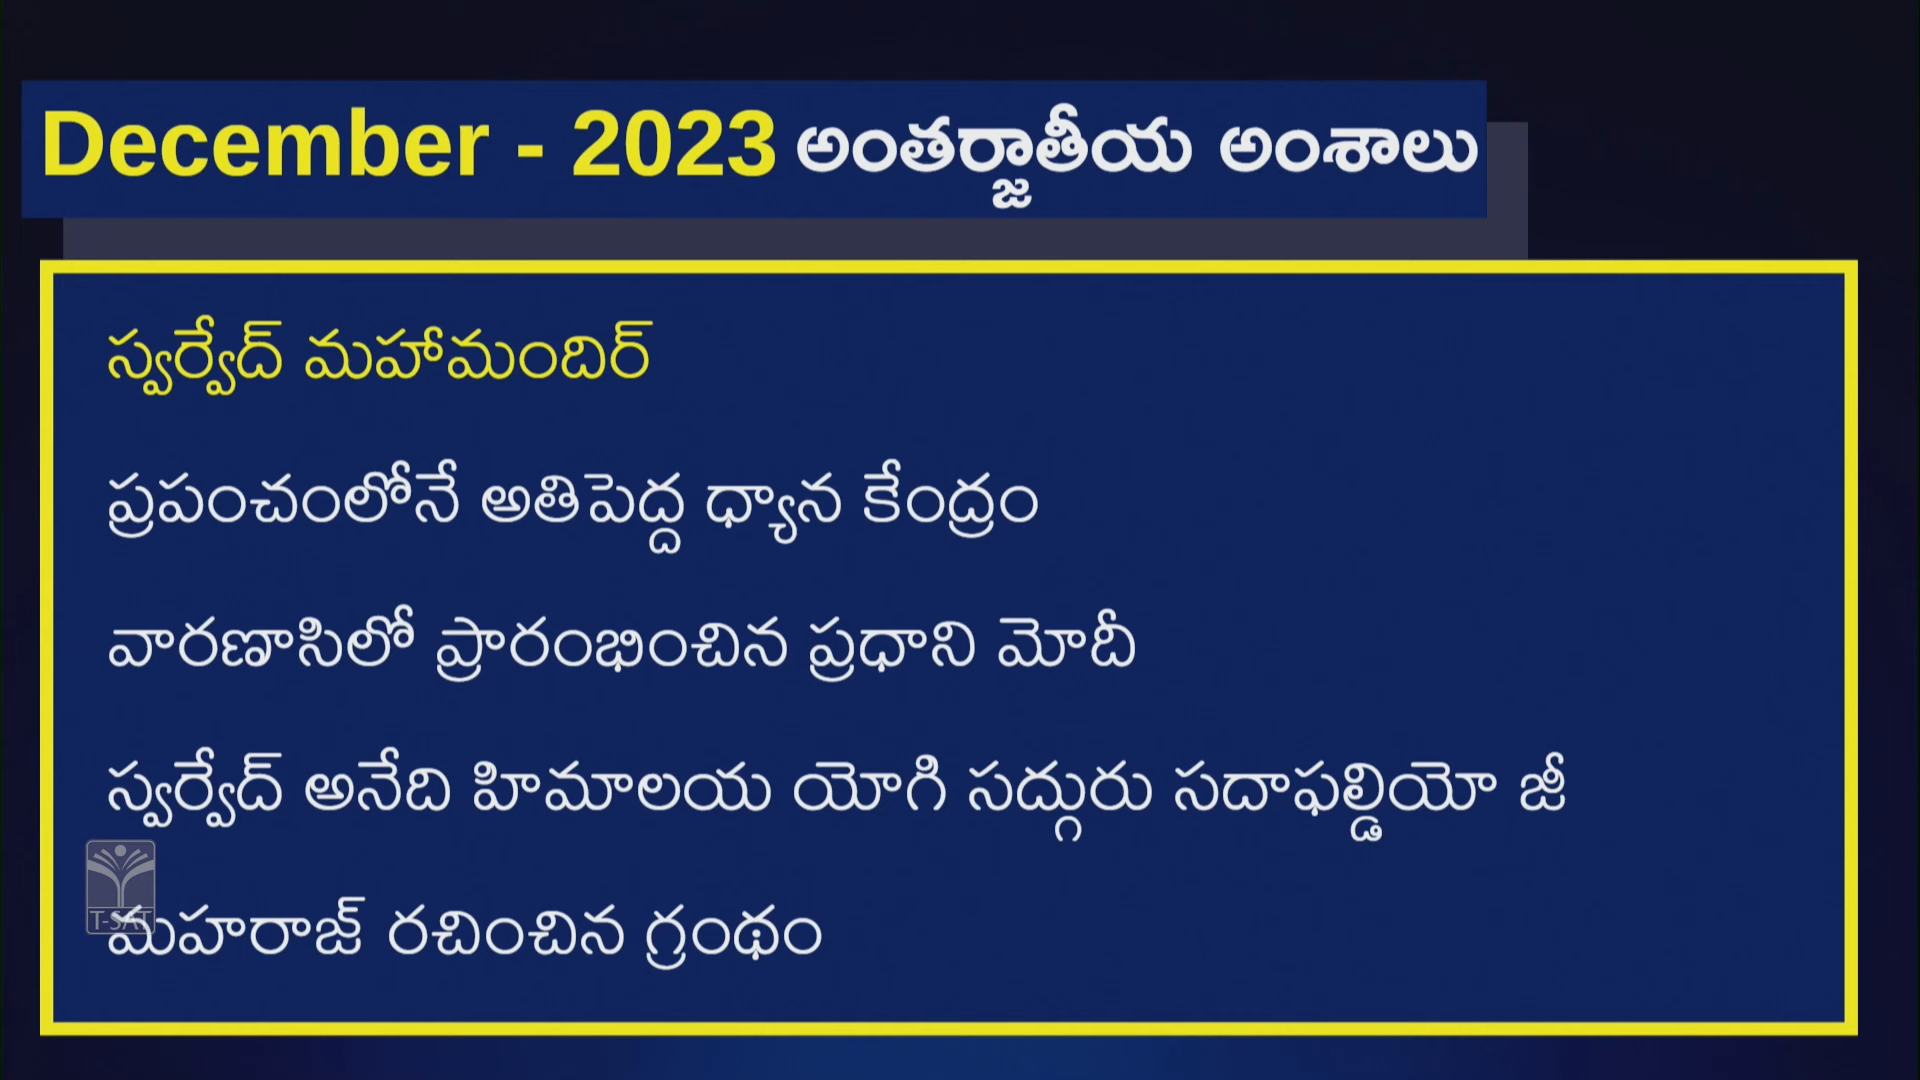 December - 2023 అంతర్జాతీయ అంశాలు
స్వర్వేద్ మహామందిర్
ప్రపంచంలోనే అతిపెద్ద ధ్యాన కేంద్రం
వారణాసిలో ప్రారంభించిన ప్రధాని మోదీ
స్వర్వేద్ అనేది హిమాలయ యోగి సద్గురు సదాఫల్డియో జీ
మహరాజ్ రచించిన గ్రంథం
T-SAT